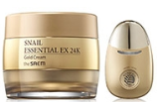 SNAIL
ESSENTIAL EX 24K
Gold Cream
the SAEM